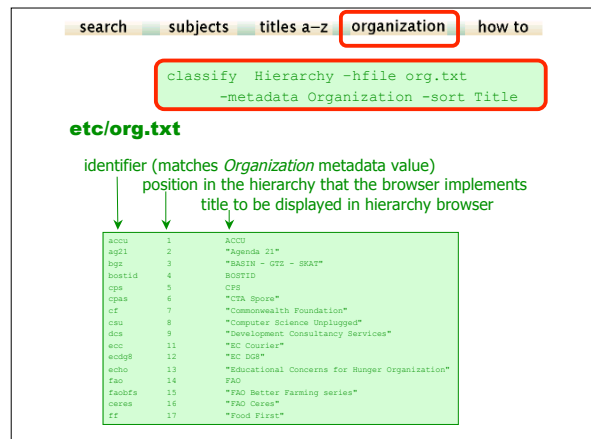 search subjects titles a–z organization how to
classify Hierarchy –hfile org.txt
-metadata Organization -sort Title
etc/org.txt
identifier (matches Organization metadata value)
position in the hierarchy that the browser implements
title to be displayed in hierarchy browser
accu 1 ACCU
ag21 2 "Agenda 21"
bgz 3 "BASIN - GTZ - SKAT"
bostid 4 BOSTID
cps 5 CPS
cpas 6 "CTA Spore"
cf 7 "Commonwealth Foundation"
csu 8 "Computer Science Unplugged"
dcs 9 "Development Consultancy Services"
ecc 11 "EC Courier"
ecdg8 12 "EC DG8"
echo 13 "Educational Concerns for Hunger Organization"
fao 14 FAO
faobfs 15 "FAO Better Farming series"
ceres 16 "FAO Ceres"
ff 17 "Food First"